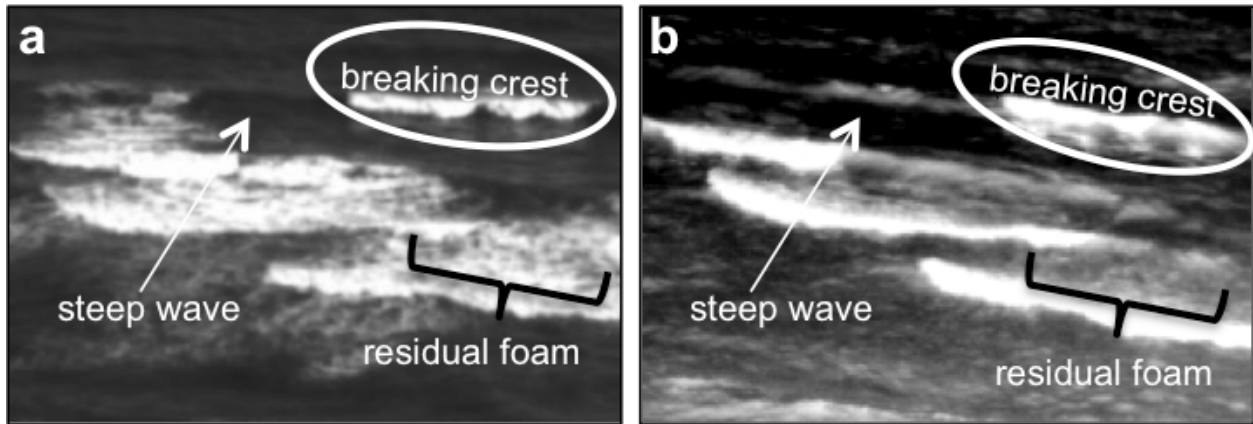 a
breaking crest
steep wave
residual foam
b
breaking crest
steep wave
residual foam